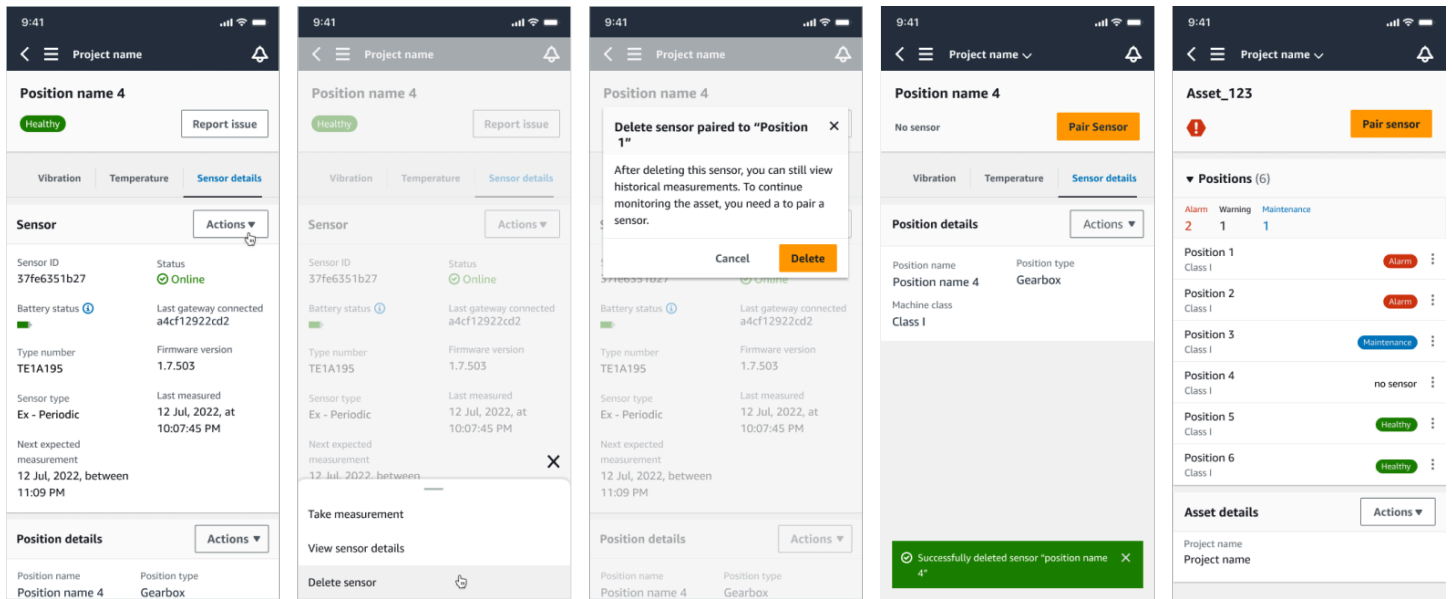 9:41
Project name
Position name 4
Healthy
Report issue
Vibration
Temperature
Sensor details
Sensor
Actions ▼
Sensor ID
37fe6351b27
Status
Online
Battery status
Last gateway connected
a4cf12922cd2
Type number
TE1A195
Firmware version
1.7.503
Sensor type
Ex - Periodic
Last measured
12 Jul, 2022, at
10:07:45 PM
Next expected
measurement
12 Jul, 2022, between
11:09 PM
Position details
Actions ▼
Position name
Position name 4
Position type
Gearbox
9:41
Project name
Position name 4
Healthy
Report issue
Vibration
Temperature
Sensor details
Sensor
Actions ▼
Sensor ID
37fe6351b27
Status
Online
Battery status
Last gateway connected
a4cf12922cd2
Type number
TE1A195
Firmware version
1.7.503
Sensor type
Ex - Periodic
Last measured
12 Jul, 2022, at
10:07:45 PM
Next expected
measurement
12 Jul, 2022, between
Take measurement
View sensor details
Delete sensor
9:41
Project name
Position name 4
Delete sensor paired to “Position
1”
After deleting this sensor, you can still view
historical measurements. To continue
monitoring the asset, you need a to pair a
sensor.
Cancel
Delete
37fe6351b27
Online
Battery status
Last gateway connected
a4cf12922cd2
Type number
TE1A195
Firmware version
1.7.503
Sensor type
Ex - Periodic
Last measured
12 Jul, 2022, at
10:07:45 PM
Next expected
measurement
12 Jul, 2022, between
11:09 PM
Position details
Actions ▼
Position name
Position name 4
Position type
Gearbox
9:41
Project name
Position name 4
No sensor
Pair Sensor
Vibration
Temperature
Sensor details
Position details
Actions ▼
Position name
Position name 4
Position type
Gearbox
Machine class
Class I
Successfully deleted sensor “position name
4”
9:41
Project name
Asset_123
Pair sensor
▼ Positions (6)
Alarm
2
Warning
1
Maintenance
1
Position 1
Class I
Alarm
Position 2
Class I
Alarm
Position 3
Class I
Maintenance
Position 4
Class I
no sensor
Position 5
Class I
Healthy
Position 6
Class I
Healthy
Asset details
Actions ▼
Project name
Project name